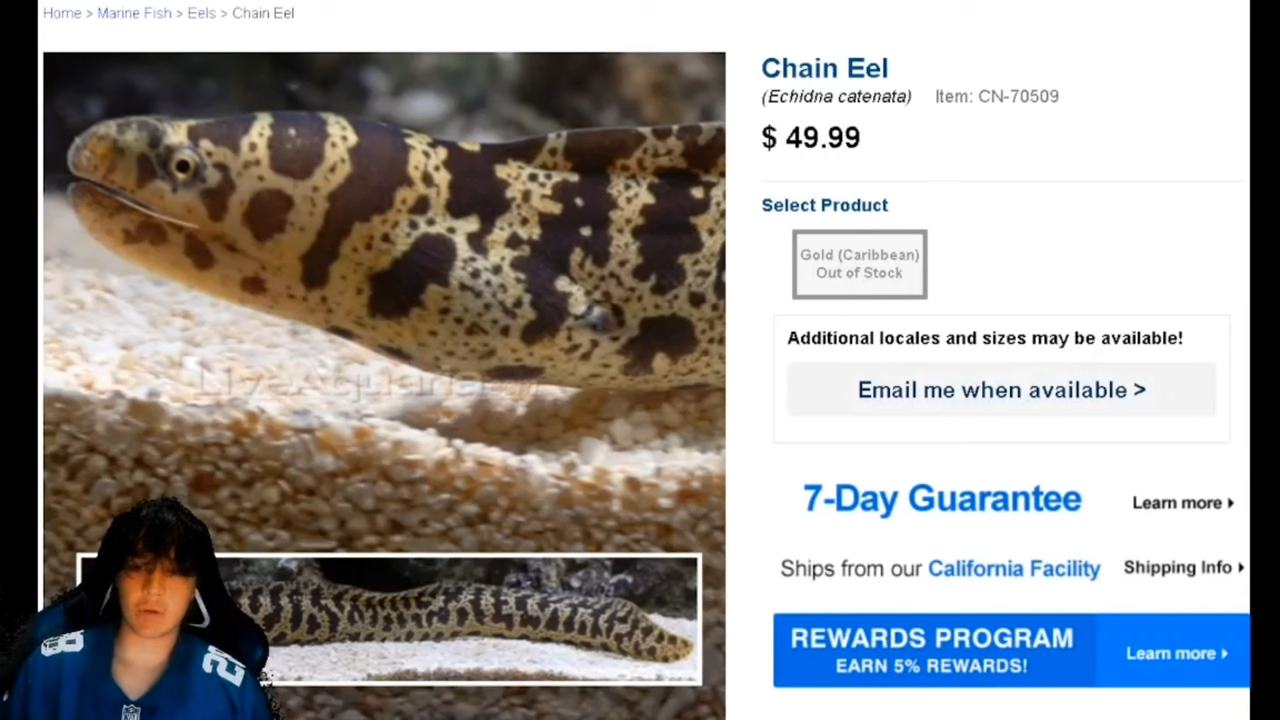 Home > Marine Fish > Eels > Chain Eel
Chain Eel
(Echidna catenata) Item: CN-70509
$ 49.99
Select Product
Gold (Caribbean)
Out of Stock
Additional locales and sizes may be available!
Email me when available >
7-Day Guarantee Learn more
Ships from our California Facility Shipping Info
REWARDS PROGRAM
EARN 5% REWARDS!
Learn more